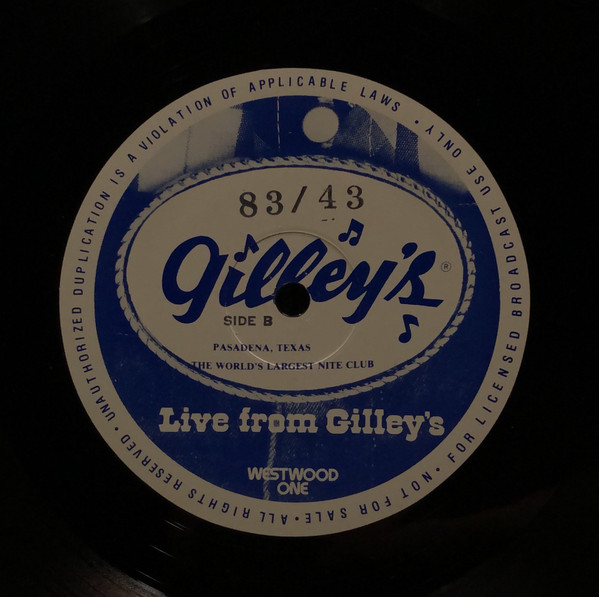 83/43
Gilley's®
SIDE B
PASADENA, TEXAS
THE WORLD'S LARGEST NITE CLUB
Live from Gilley's
WESTWOOD
ONE
UNAUTHORIZED DUPLICATION IS A VIOLATION OF APPLICABLE LAWS • FOR LICENSED BROADCAST USE ONLY • NOT FOR SALE • ALL RIGHTS RESERVED •